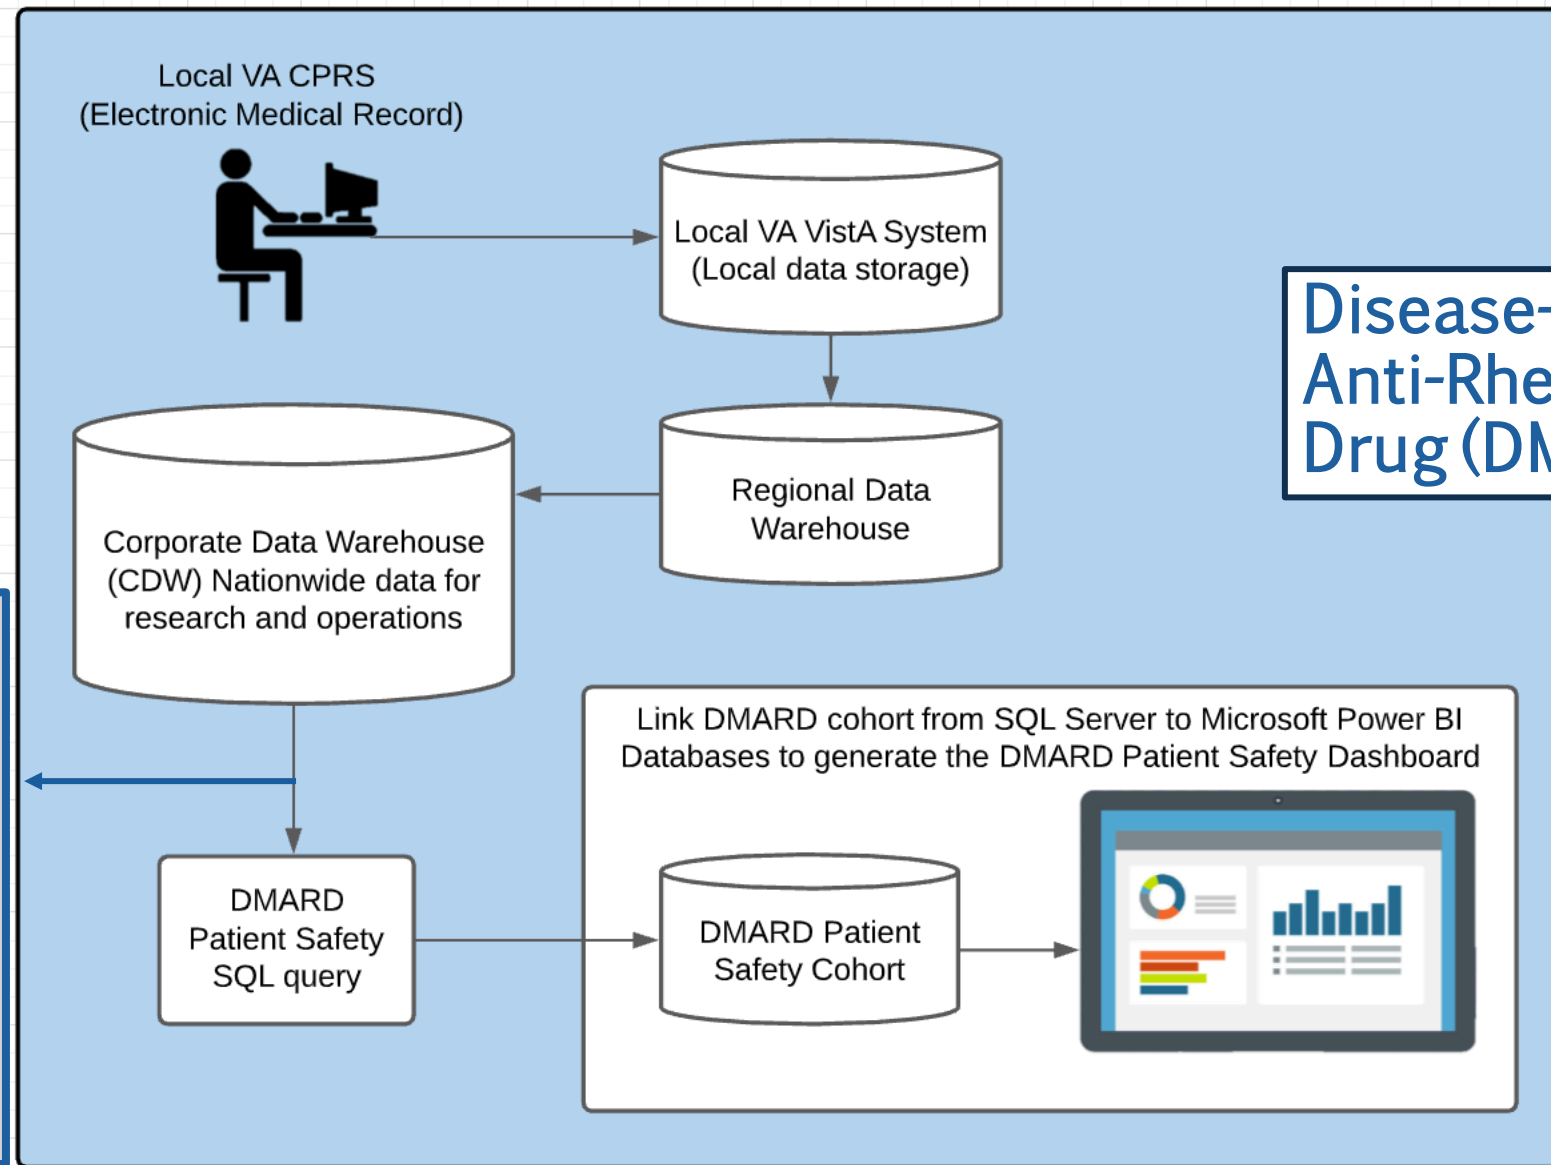 Local VA CPRS
(Electronic Medical Record)
Local VA VistA System
(Local data storage)
Disease-
Anti-Rhe
Drug (DM
Regional Data
Warehouse
Corporate Data Warehouse
(CDW) Nationwide data for
research and operations
Link DMARD cohort from SQL Server to Microsoft Power BI
Databases to generate the DMARD Patient Safety Dashboard
DMARD
Patient Safety
SQL query
DMARD Patient
Safety Cohort